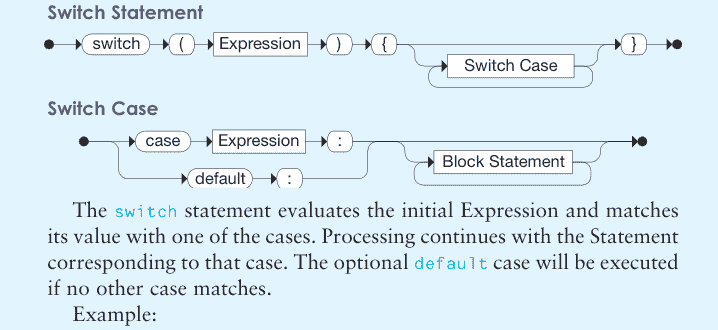 Switch Statement
switch ( Expression ) { Switch Case }
Switch Case
case Expression : Block Statement
default :
The switch statement evaluates the initial Expression and matches
its value with one of the cases. Processing continues with the Statement
corresponding to that case. The optional default case will be executed
if no other case matches.
Example: